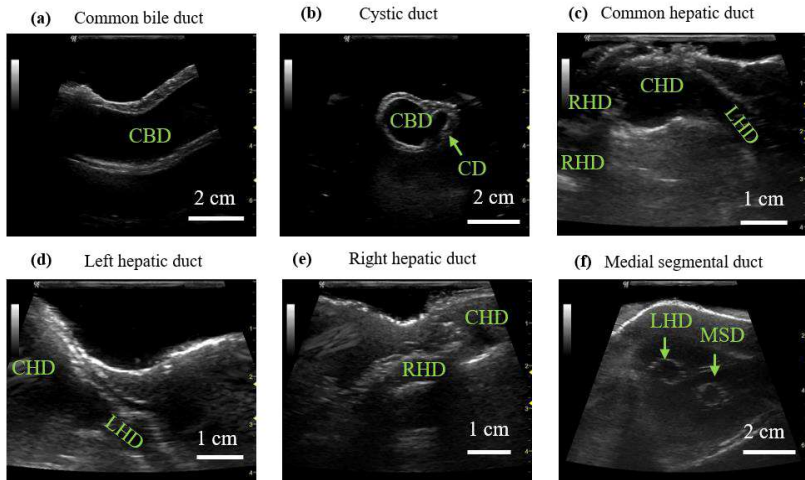 (a) Common bile duct
(b) Cystic duct
(c) Common hepatic duct
CBD
2 cm
CBD
CD
2 cm
CHD
RHD
LHD
RHD
1 cm
(d) Left hepatic duct
(e) Right hepatic duct
(f) Medial segmental duct
CHD
LHD
1 cm
CHD
RHD
1 cm
LHD
MSD
2 cm